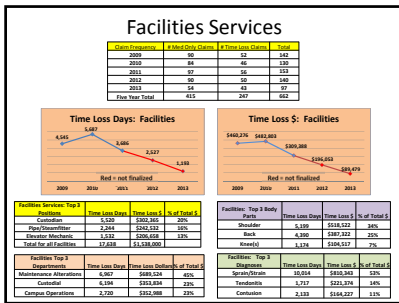 Facilities Services
Claim Frequency # Med Only Claims # Time Loss Claims Total
2009 90 52 142
2010 84 46 130
2011 97 56 153
2012 90 50 140
2013 54 43 97
Five Year Total 415 247 662
Time Loss Days: Facilities
4,545
5,687
3,686
2,527
1,193
Red = not finalized
2009 2010 2011 2012 2013
Time Loss $: Facilities
$460,276
$482,803
$309,388
$196,053
$89,479
Red = not finalized
2009 2010 2011 2012 2013
Facilities Services: Top 3 Positions Time Loss Days Time Loss $ % of Total $
Custodian 5,520 $302,265 20%
Pipe/Steamfitter 2,244 $242,532 16%
Elevator Mechanic 1,532 $206,658 13%
Total for all Facilities 17,638 $1,538,000
Facilities: Top 3 Body Parts Time Loss Days Time Loss $ % of Total $
Shoulder 5,199 $518,522 34%
Back 4,390 $387,322 25%
Knee(s) 1,174 $104,517 7%
Facilities Top 3 Departments Time Loss Days Time Loss Dollars % of Total $
Maintenance Alterations 6,967 $689,524 45%
Custodial 6,194 $353,834 23%
Campus Operations 2,720 $352,988 23%
Facilities: Top 3 Diagnoses Time Loss Days Time Loss $ % of Total $
Sprain/Strain 10,014 $810,343 53%
Tendonitis 1,717 $221,374 14%
Contusion 2,133 $164,227 11%